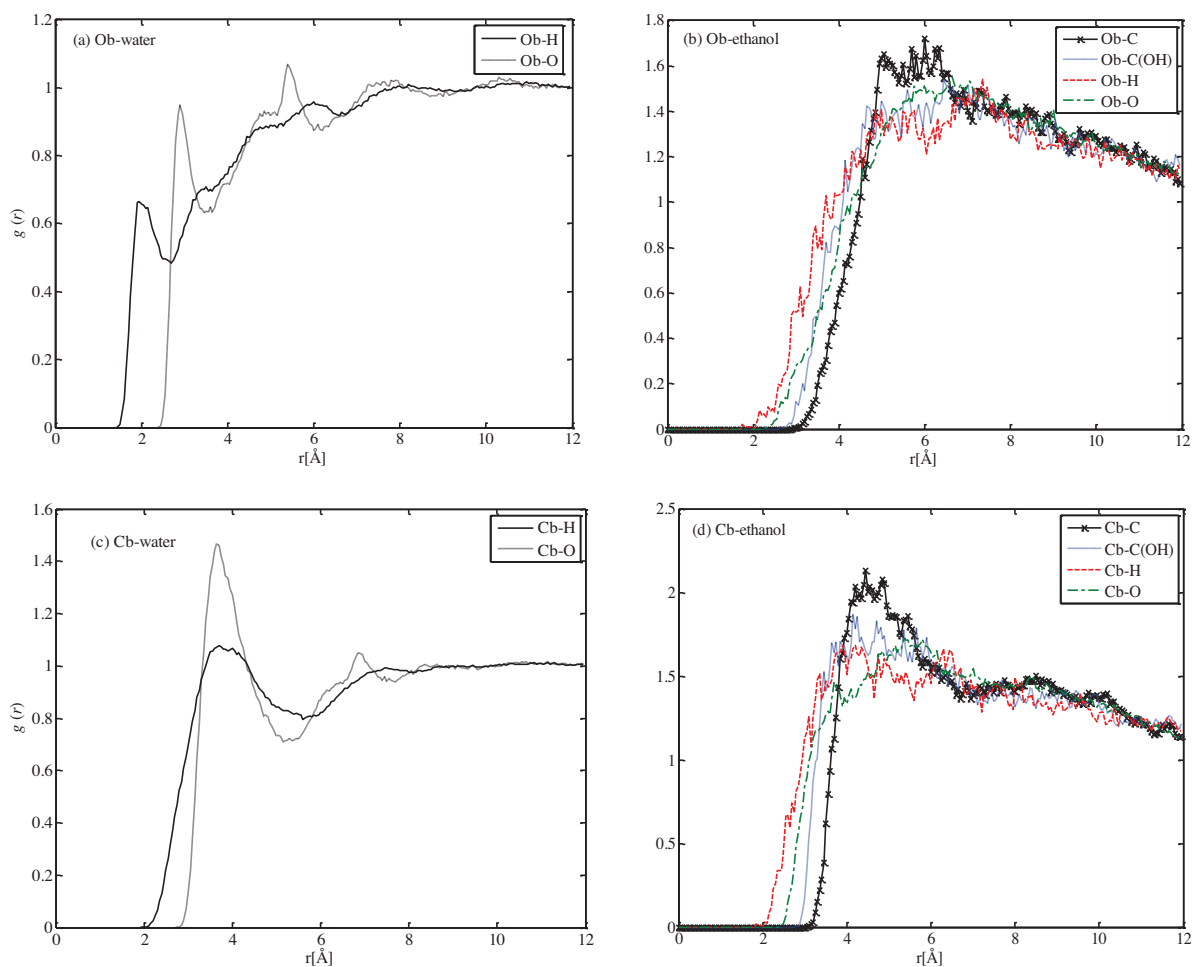 (a) Ob-water
Ob-H
Ob-O
1.2
1
0.8
0.6
0.4
0.2
0
g (r)
0 2 4 6 8 10 12
r[Å]
(b) Ob-ethanol
Ob-C
Ob-C(OH)
Ob-H
Ob-O
1.8
1.6
1.4
1.2
1
0.8
0.6
0.4
0.2
0
0 2 4 6 8 10 12
r[Å]
(c) Cb-water
Cb-H
Cb-O
1.6
1.4
1.2
1
0.8
0.6
0.4
0.2
0
g (r)
0 2 4 6 8 10 12
r[Å]
(d) Cb-ethanol
Cb-C
Cb-C(OH)
Cb-H
Cb-O
2.5
2
1.5
1
0.5
0
0 2 4 6 8 10 12
r[Å]